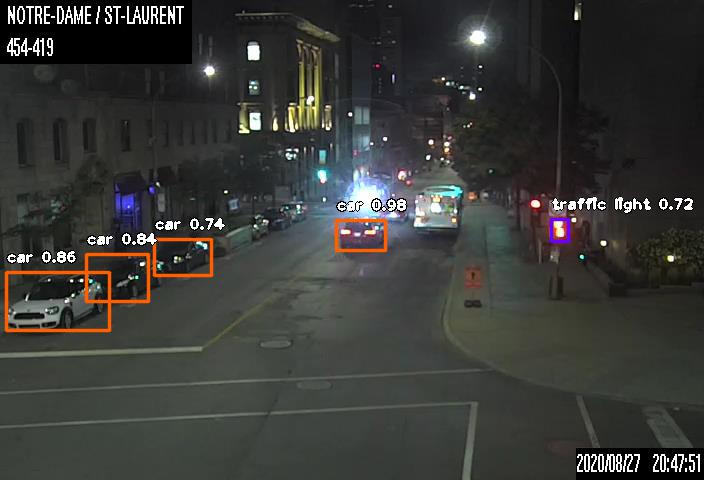 NOTRE-DAME / ST-LAURENT
454-419
car 0.98
traffic light 0.72
car 0.74
car 0.84
car 0.86
2020/08/27 20:47:51